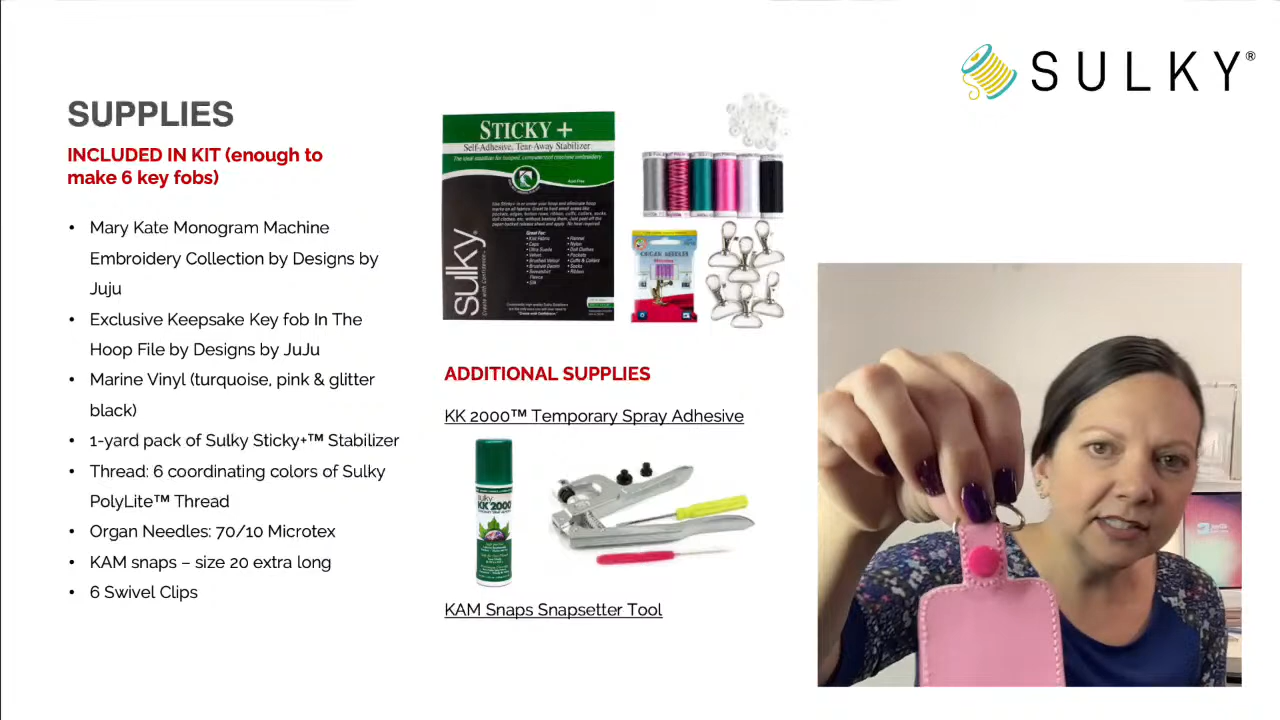 SULKY®
SUPPLIES
INCLUDED IN KIT (enough to
make 6 key fobs)
• Mary Kate Monogram Machine
Embroidery Collection by Designs by
Juju
• Exclusive Keepsake Key fob In The
Hoop File by Designs by JuJu
• Marine Vinyl (turquoise, pink & glitter
black)
• 1-yard pack of Sulky Sticky+™ Stabilizer
• Thread: 6 coordinating colors of Sulky
PolyLite™ Thread
• Organ Needles: 70/10 Microtex
• KAM snaps – size 20 extra long
• 6 Swivel Clips
STICKY +
Self-Adhesive, Tear-Away Stabilizer
sulky
ORGAN NEEDLES
ADDITIONAL SUPPLIES
KK 2000™ Temporary Spray Adhesive
sulky
KK 2000
KAM Snaps Snapsetter Tool